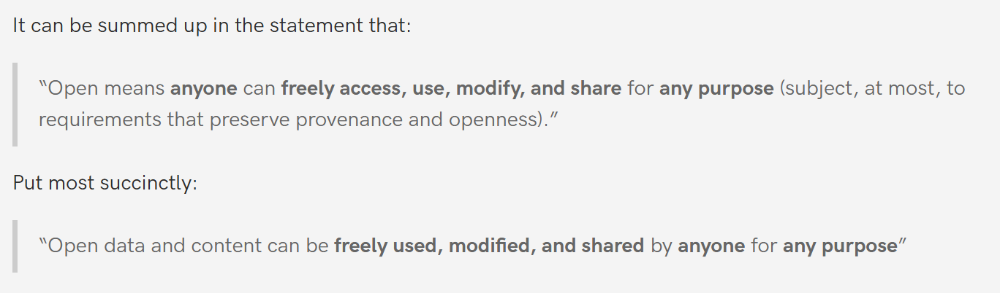 It can be summed up in the statement that:
“Open means anyone can freely access, use, modify, and share for any purpose (subject, at most, to
requirements that preserve provenance and openness).”
Put most succinctly:
“Open data and content can be freely used, modified, and shared by anyone for any purpose”